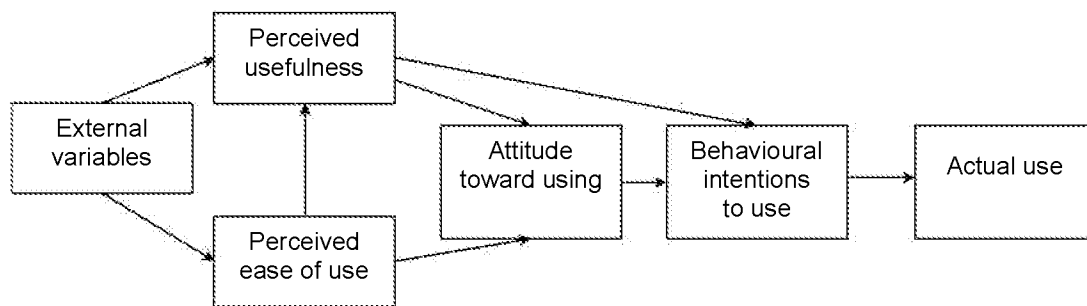 Perceived
usefulness
External
variables
Perceived
ease of use
Attitude
toward using
Behavioural
intentions
to use
Actual use